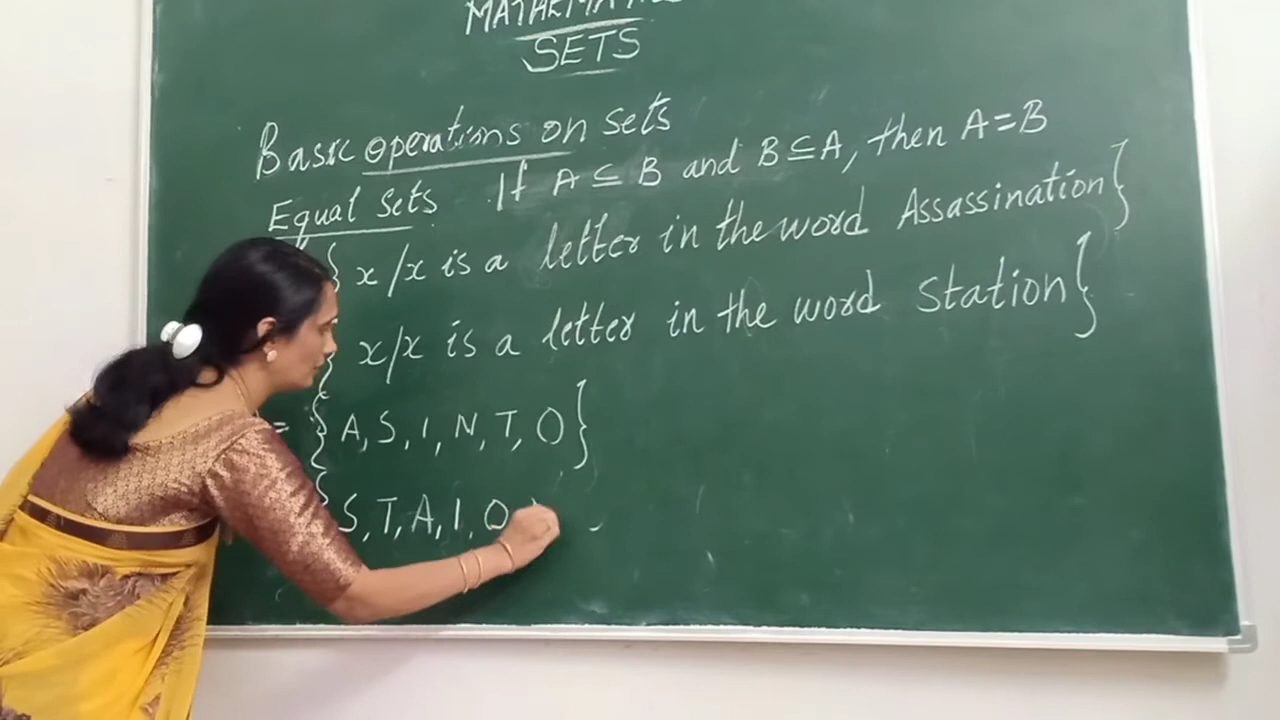 SETS
Basic operations on sets
Equal Sets If A ⊆ B and B ⊆ A, then A = B
{ x/x is a letter in the word Assassination}
{ x/x is a letter in the word Station}
= { A, S, I, N, T, O }
{ S, T, A, I, O